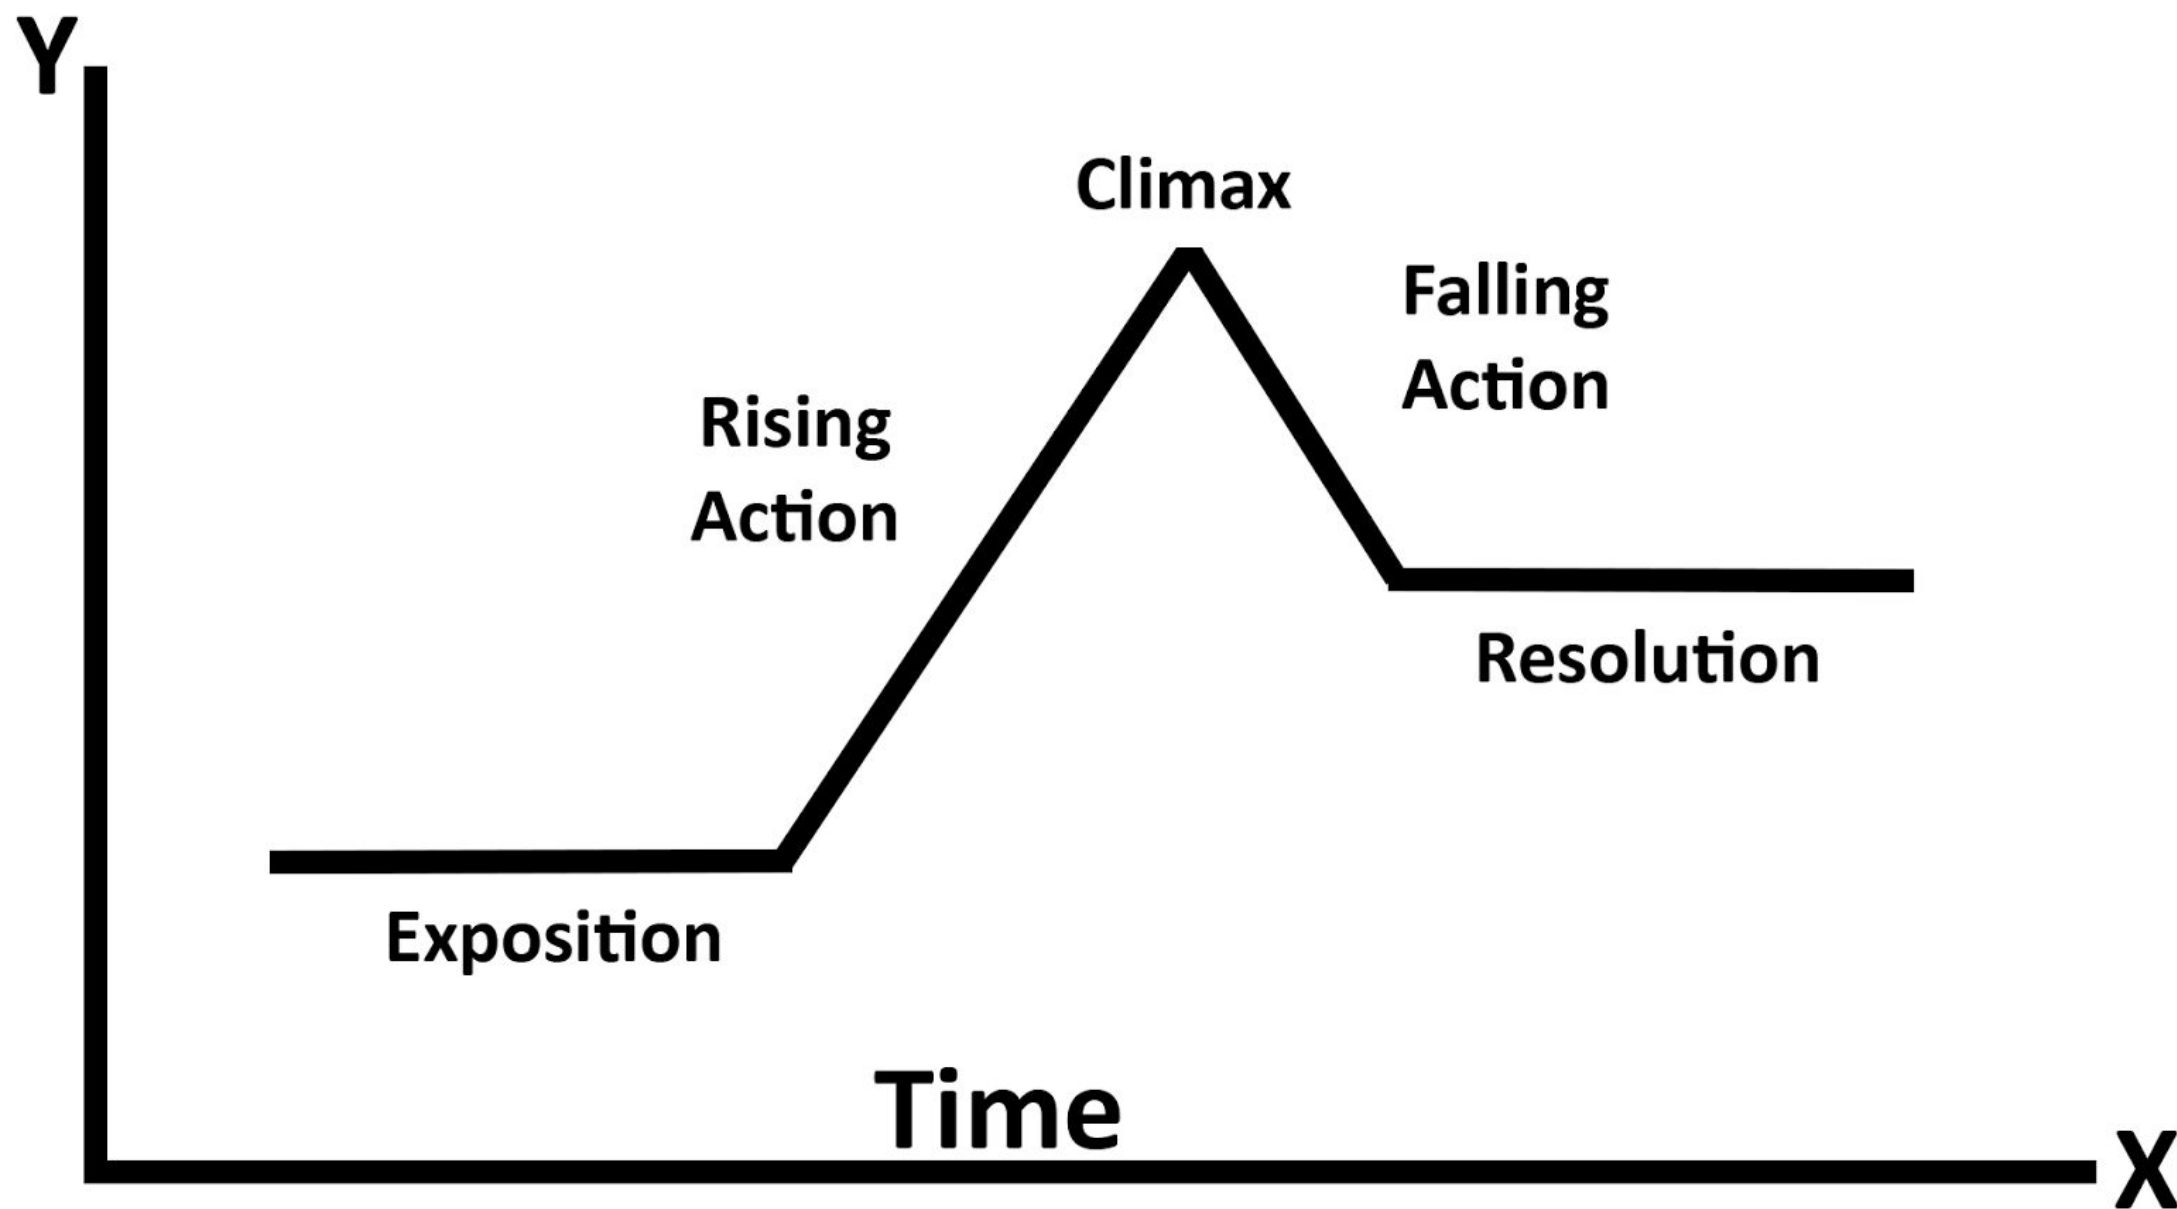 Y
Climax
Falling
Action
Rising
Action
Resolution
Exposition
Time
X